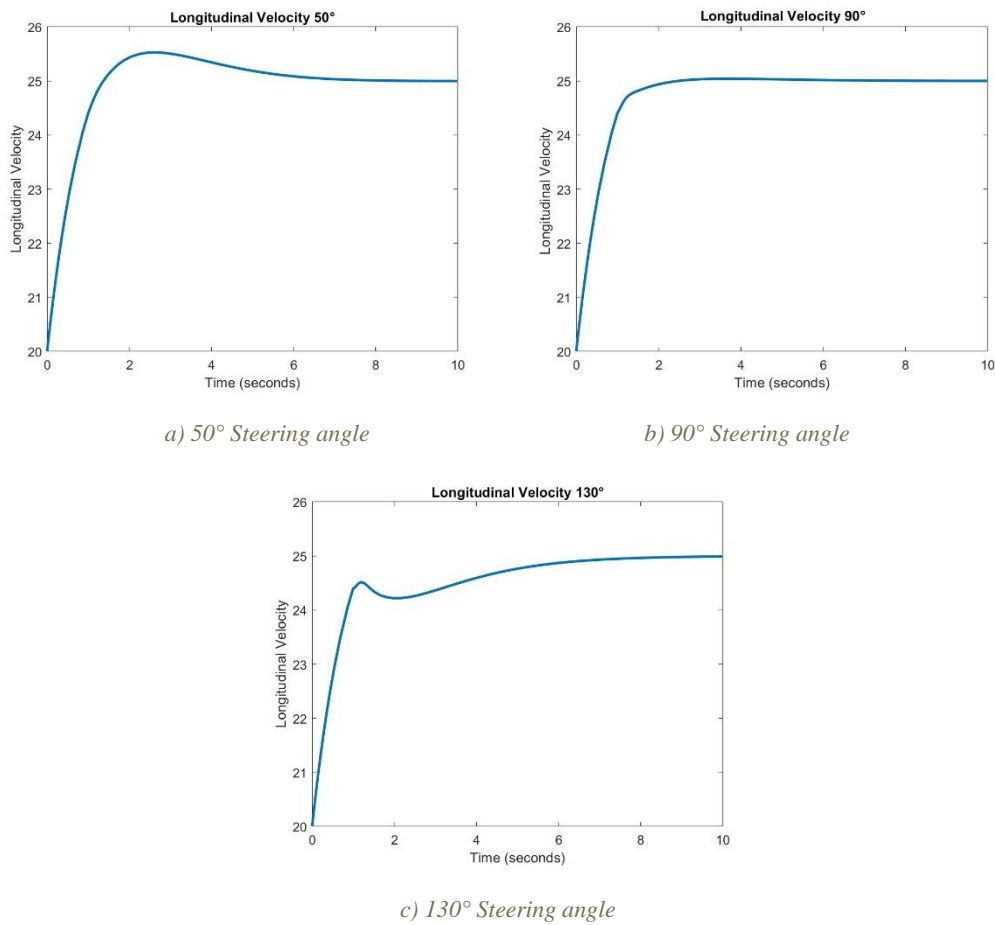 Longitudinal Velocity 50°
26
25
24
23
22
21
20
Longitudinal Velocity
0 2 4 6 8 10
Time (seconds)
a) 50° Steering angle
Longitudinal Velocity 90°
26
25
24
23
22
21
20
Longitudinal Velocity
0 2 4 6 8 10
Time (seconds)
b) 90° Steering angle
Longitudinal Velocity 130°
26
25
24
23
22
21
20
Longitudinal Velocity
0 2 4 6 8 10
Time (seconds)
c) 130° Steering angle